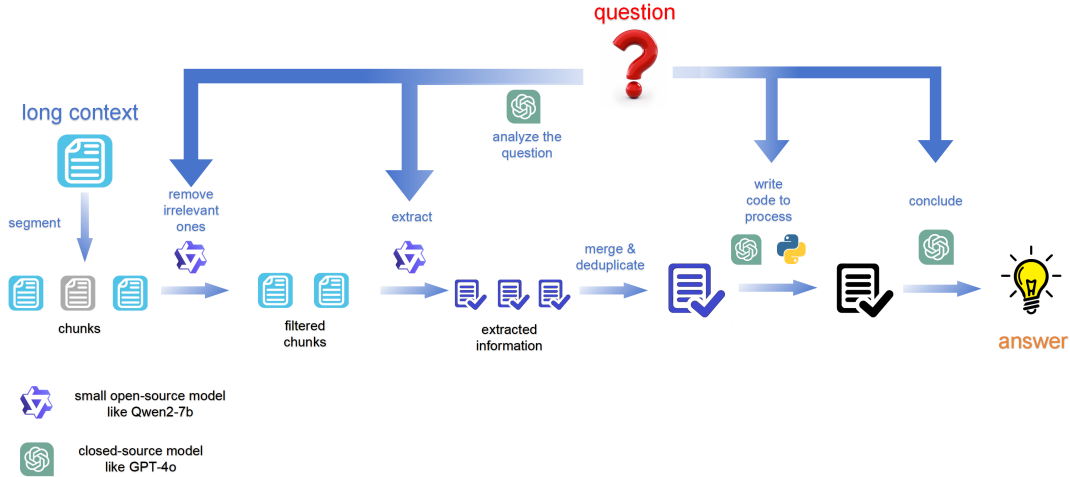 question
long context
analyze the
question
segment
remove
irrelevant
ones
extract
write
code to
process
conclude
merge &
deduplicate
chunks
filtered
chunks
extracted
information
answer
small open-source model
like Qwen2-7b
closed-source model
like GPT-4o